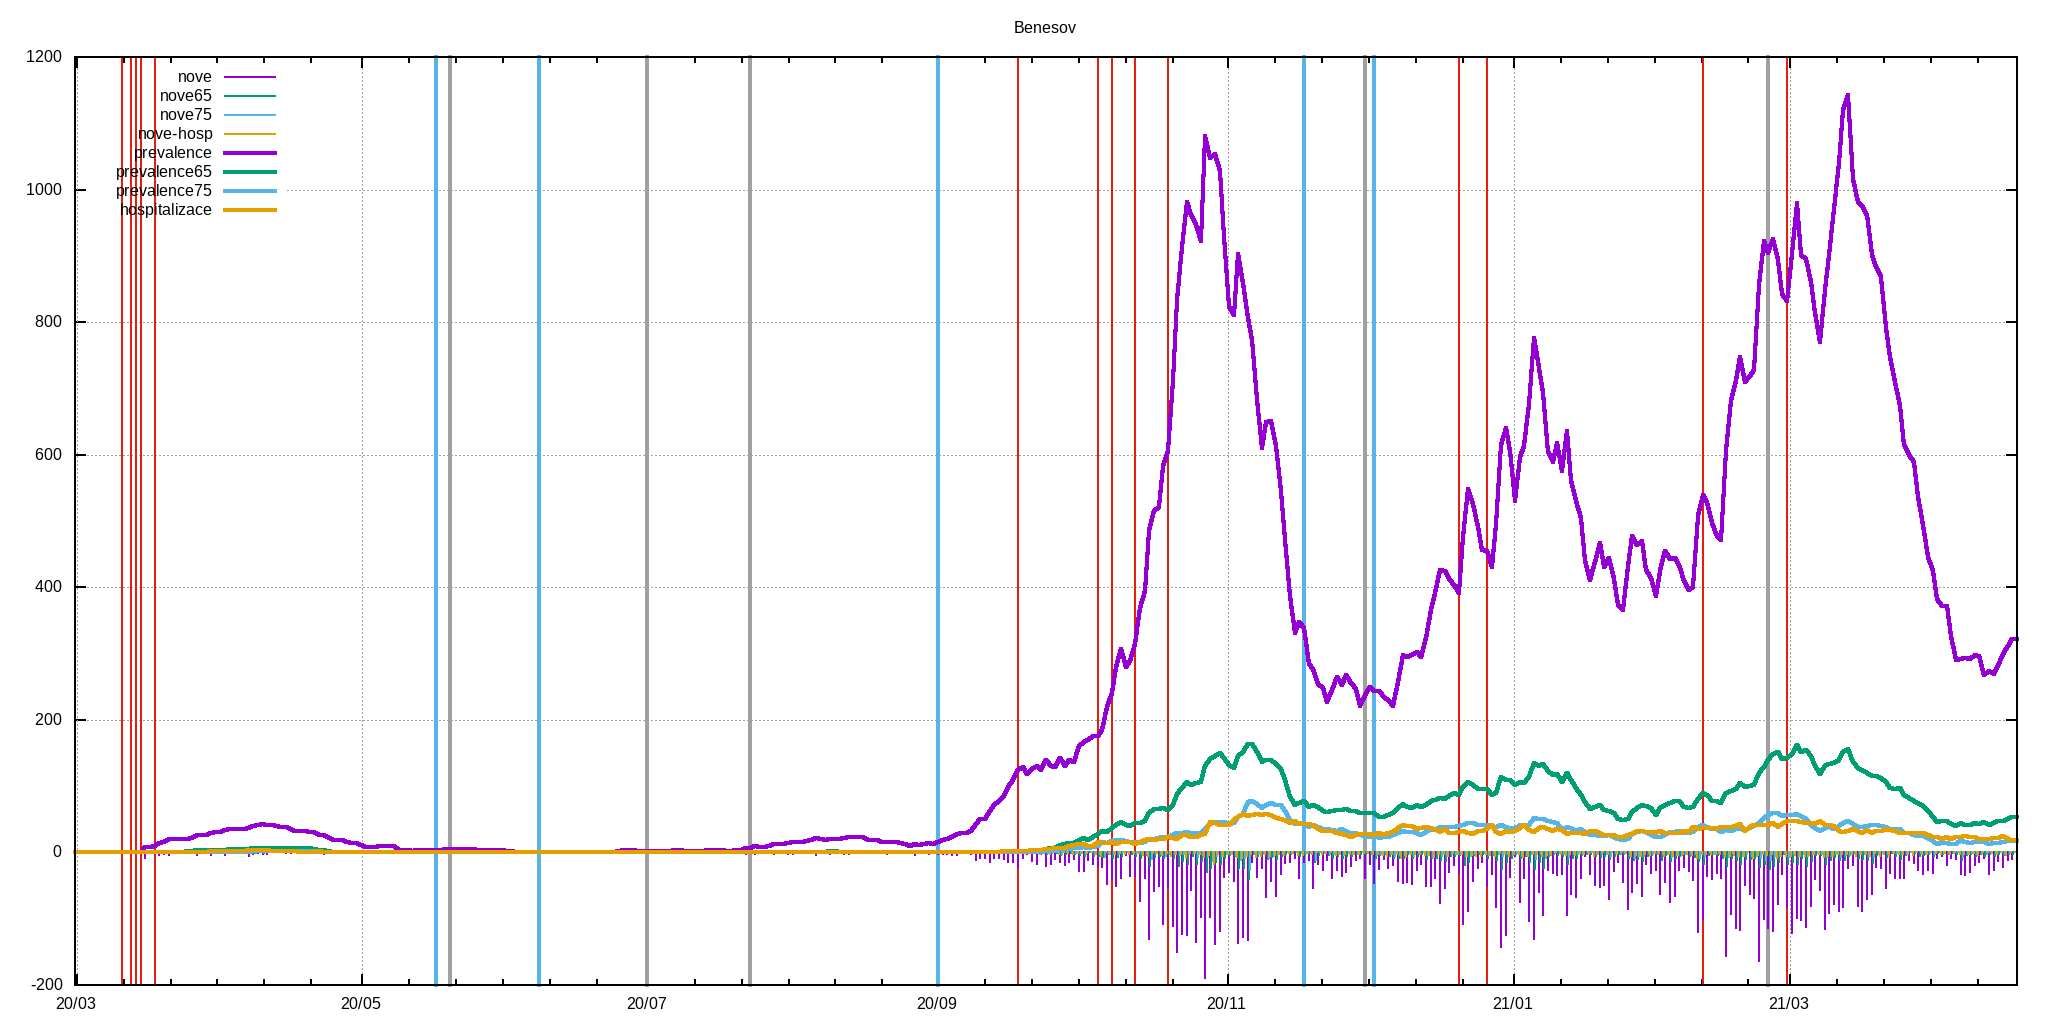 Benesov
1200
1000
800
600
400
200
0
-200
nove
nove65
nove75
nove-hosp
prevalence
prevalence65
prevalence75
hospitalizace
20/03 20/05 20/07 20/09 20/11 21/01 21/03